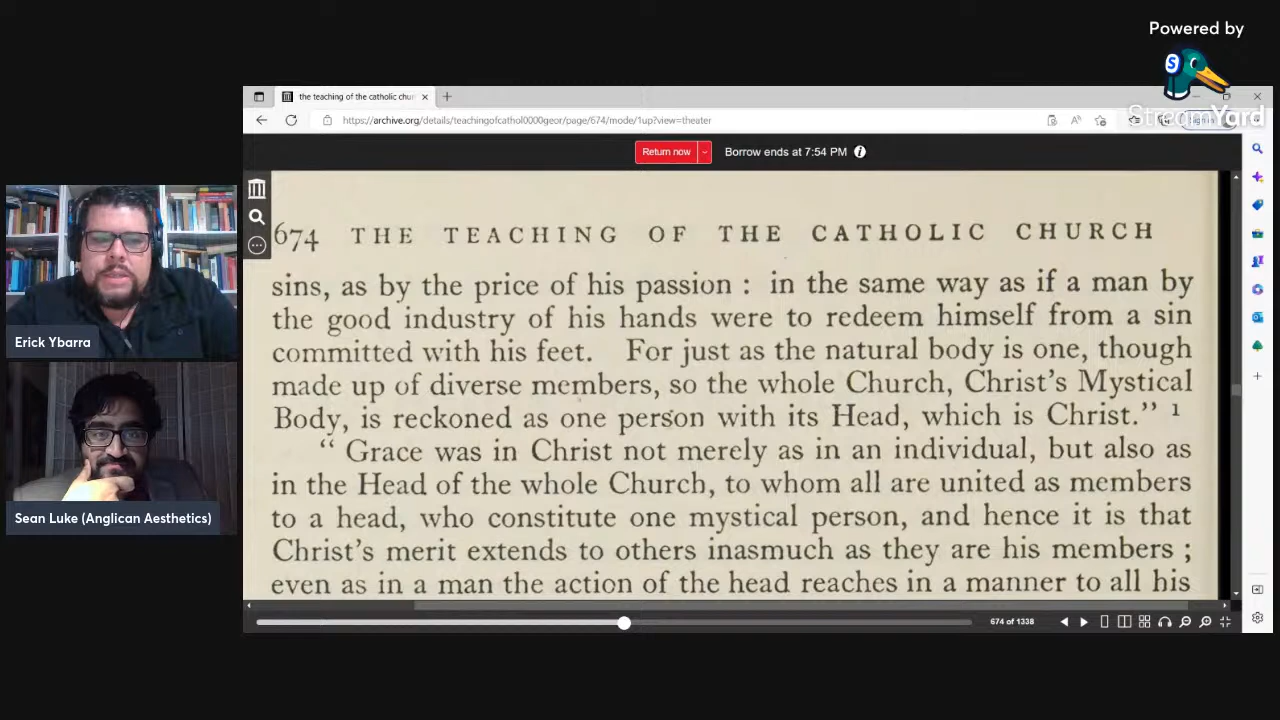 Powered by
StreamYard
the teaching of the catholic chur
https://archive.org/details/teachingofcathol0000geor/page/674/mode/1up?view=theater
Return now
Borrow ends at 7:54 PM
674 THE TEACHING OF THE CATHOLIC CHURCH
sins, as by the price of his passion : in the same way as if a man by
the good industry of his hands were to redeem himself from a sin
committed with his feet. For just as the natural body is one, though
made up of diverse members, so the whole Church, Christ's Mystical
Body, is reckoned as one person with its Head, which is Christ." 1
" Grace was in Christ not merely as in an individual, but also as
in the Head of the whole Church, to whom all are united as members
to a head, who constitute one mystical person, and hence it is that
Christ's merit extends to others inasmuch as they are his members ;
even as in a man the action of the head reaches in a manner to all his
674 of 1338
Erick Ybarra
Sean Luke (Anglican Aesthetics)